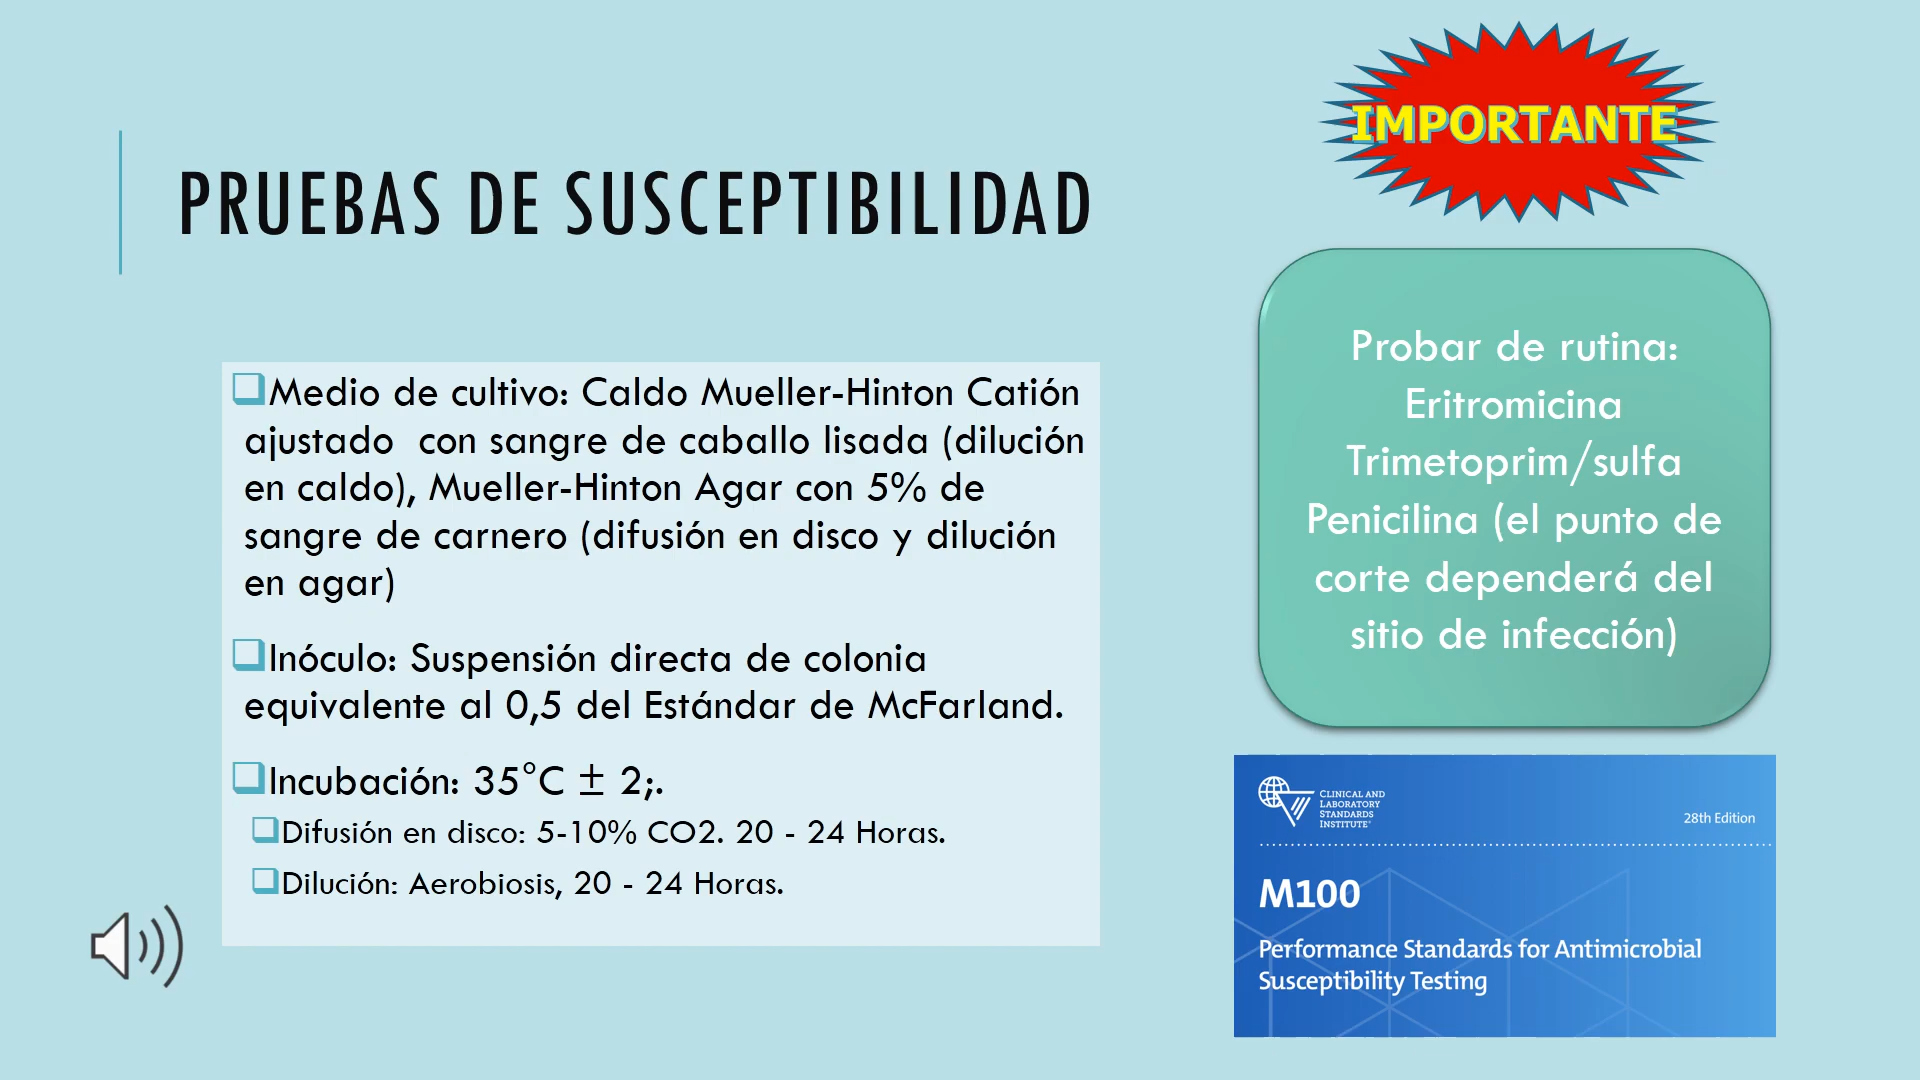 IMPORTANTE
PRUEBAS DE SUSCEPTIBILIDAD
Medio de cultivo: Caldo Mueller-Hinton Catión
ajustado con sangre de caballo lisada (dilución
en caldo), Mueller-Hinton Agar con 5% de
sangre de carnero (difusión en disco y dilución
en agar)
Inóculo: Suspensión directa de colonia
equivalente al 0,5 del Estándar de McFarland.
Incubación: 35°C ± 2;.
Difusión en disco: 5-10% CO2. 20 - 24 Horas.
Dilución: Aerobiosis, 20 - 24 Horas.
Probar de rutina:
Eritromicina
Trimetoprim/sulfa
Penicilina (el punto de
corte dependerá del
sitio de infección)
CLINICAL AND
LABORATORY
STANDARDS
INSTITUTE®
28th Edition
M100
Performance Standards for Antimicrobial
Susceptibility Testing